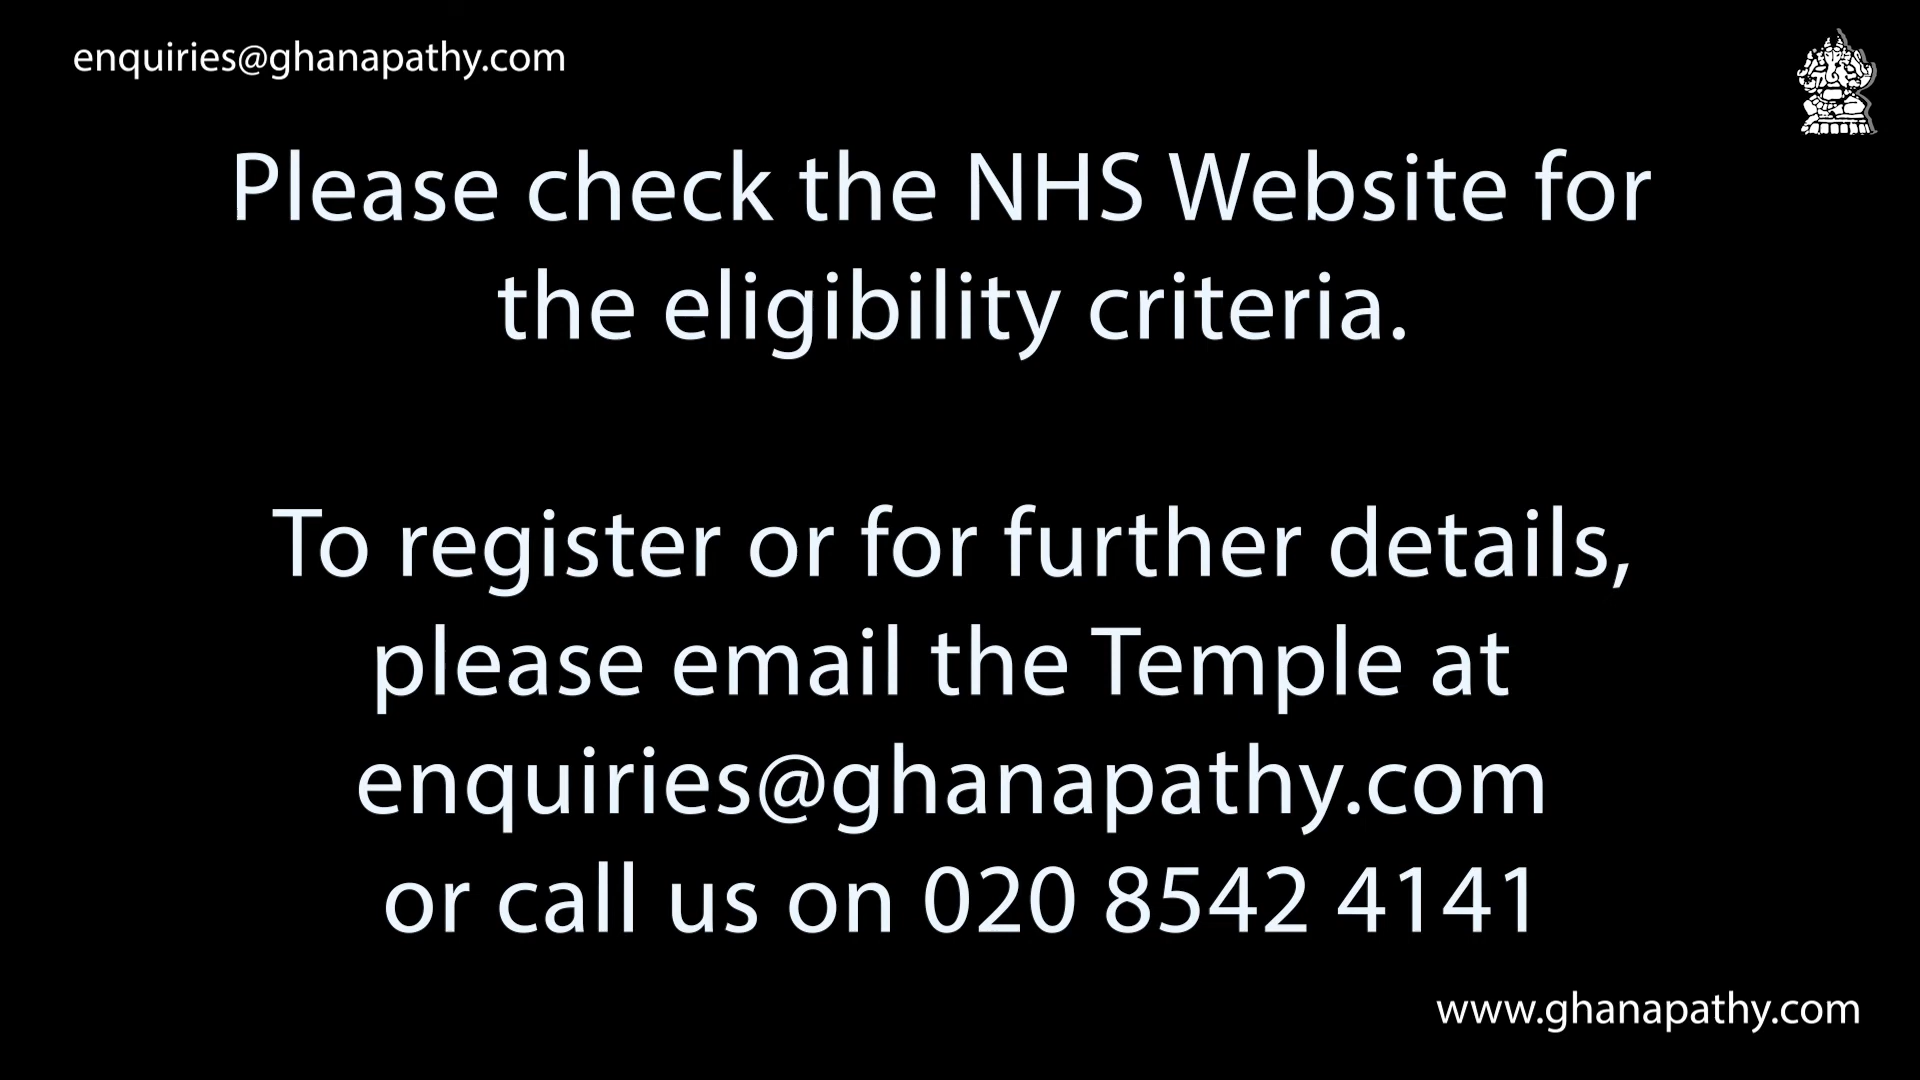 enquiries@ghanapathy.com
Please check the NHS Website for
the eligibility criteria.
To register or for further details,
please email the Temple at
enquiries@ghanapathy.com
or call us on 020 8542 4141
www.ghanapathy.com